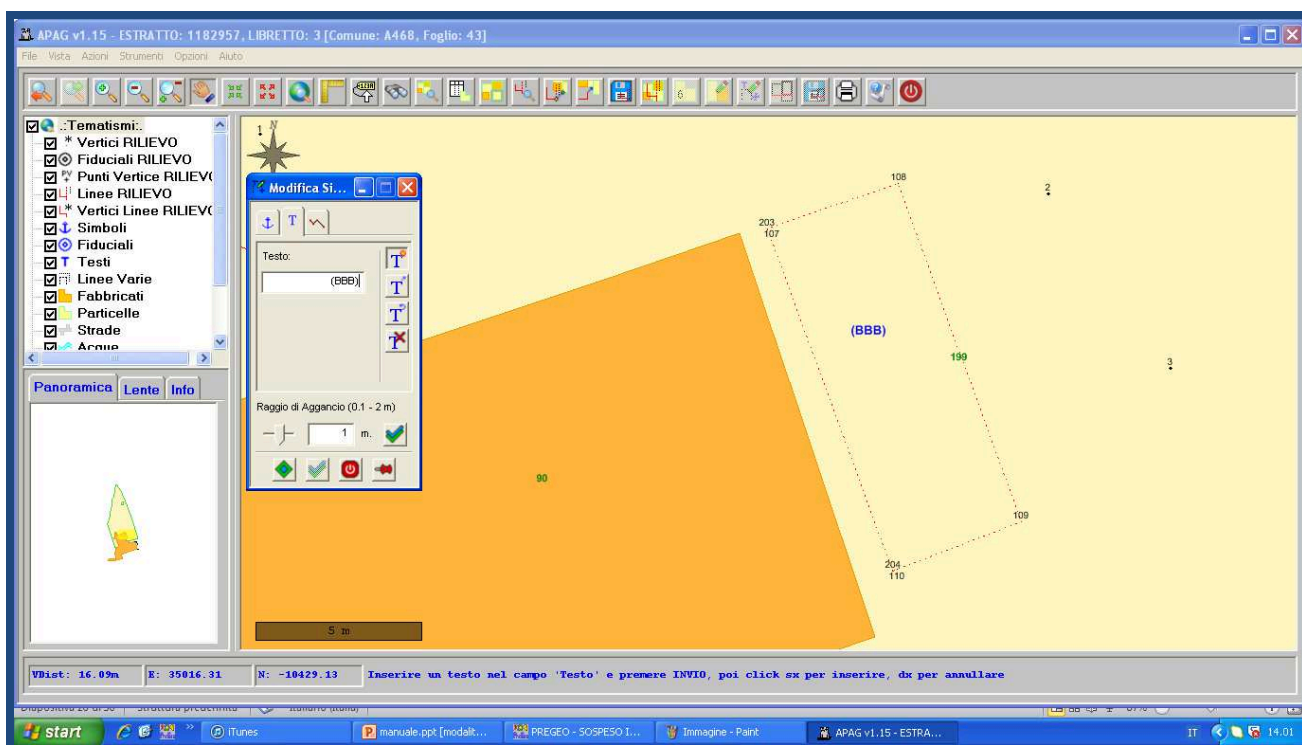 APAG v1.15 - ESTRATTO: 1182957, LIBRETTO: 3 [Comune: A468, Foglio: 43]
File Vista Azioni Strumenti Opzioni Aiuto
.:Tematismi:.
Vertici RILIEVO
Fiduciali RILIEVO
Punti Vertice RILIEV(
Linee RILIEVO
Vertici Linee RILIEV(
Simboli
Fiduciali
T Testi
Linee Varie
Fabbricati
Particelle
Strade
Acque
Panoramica Lente Info
1 N
Modifica Si...
T
Testo:
(BBB)
T
T
T
T
Raggio di Aggancio (0.1 - 2 m)
1 m.
108
2
203
107
(BBB)
199
3
90
109
204
110
5 m
VDist: 16.09m E: 35016.31 N: -10429.13 Inserire un testo nel campo 'Testo' e premere INVIO, poi click sx per inserire, dx per annullare
start iTunes manuale.ppt [modalit... PREGEO - SOSPESO I... Immagine - Paint APAG v1.15 - ESTRA... IT 14.01